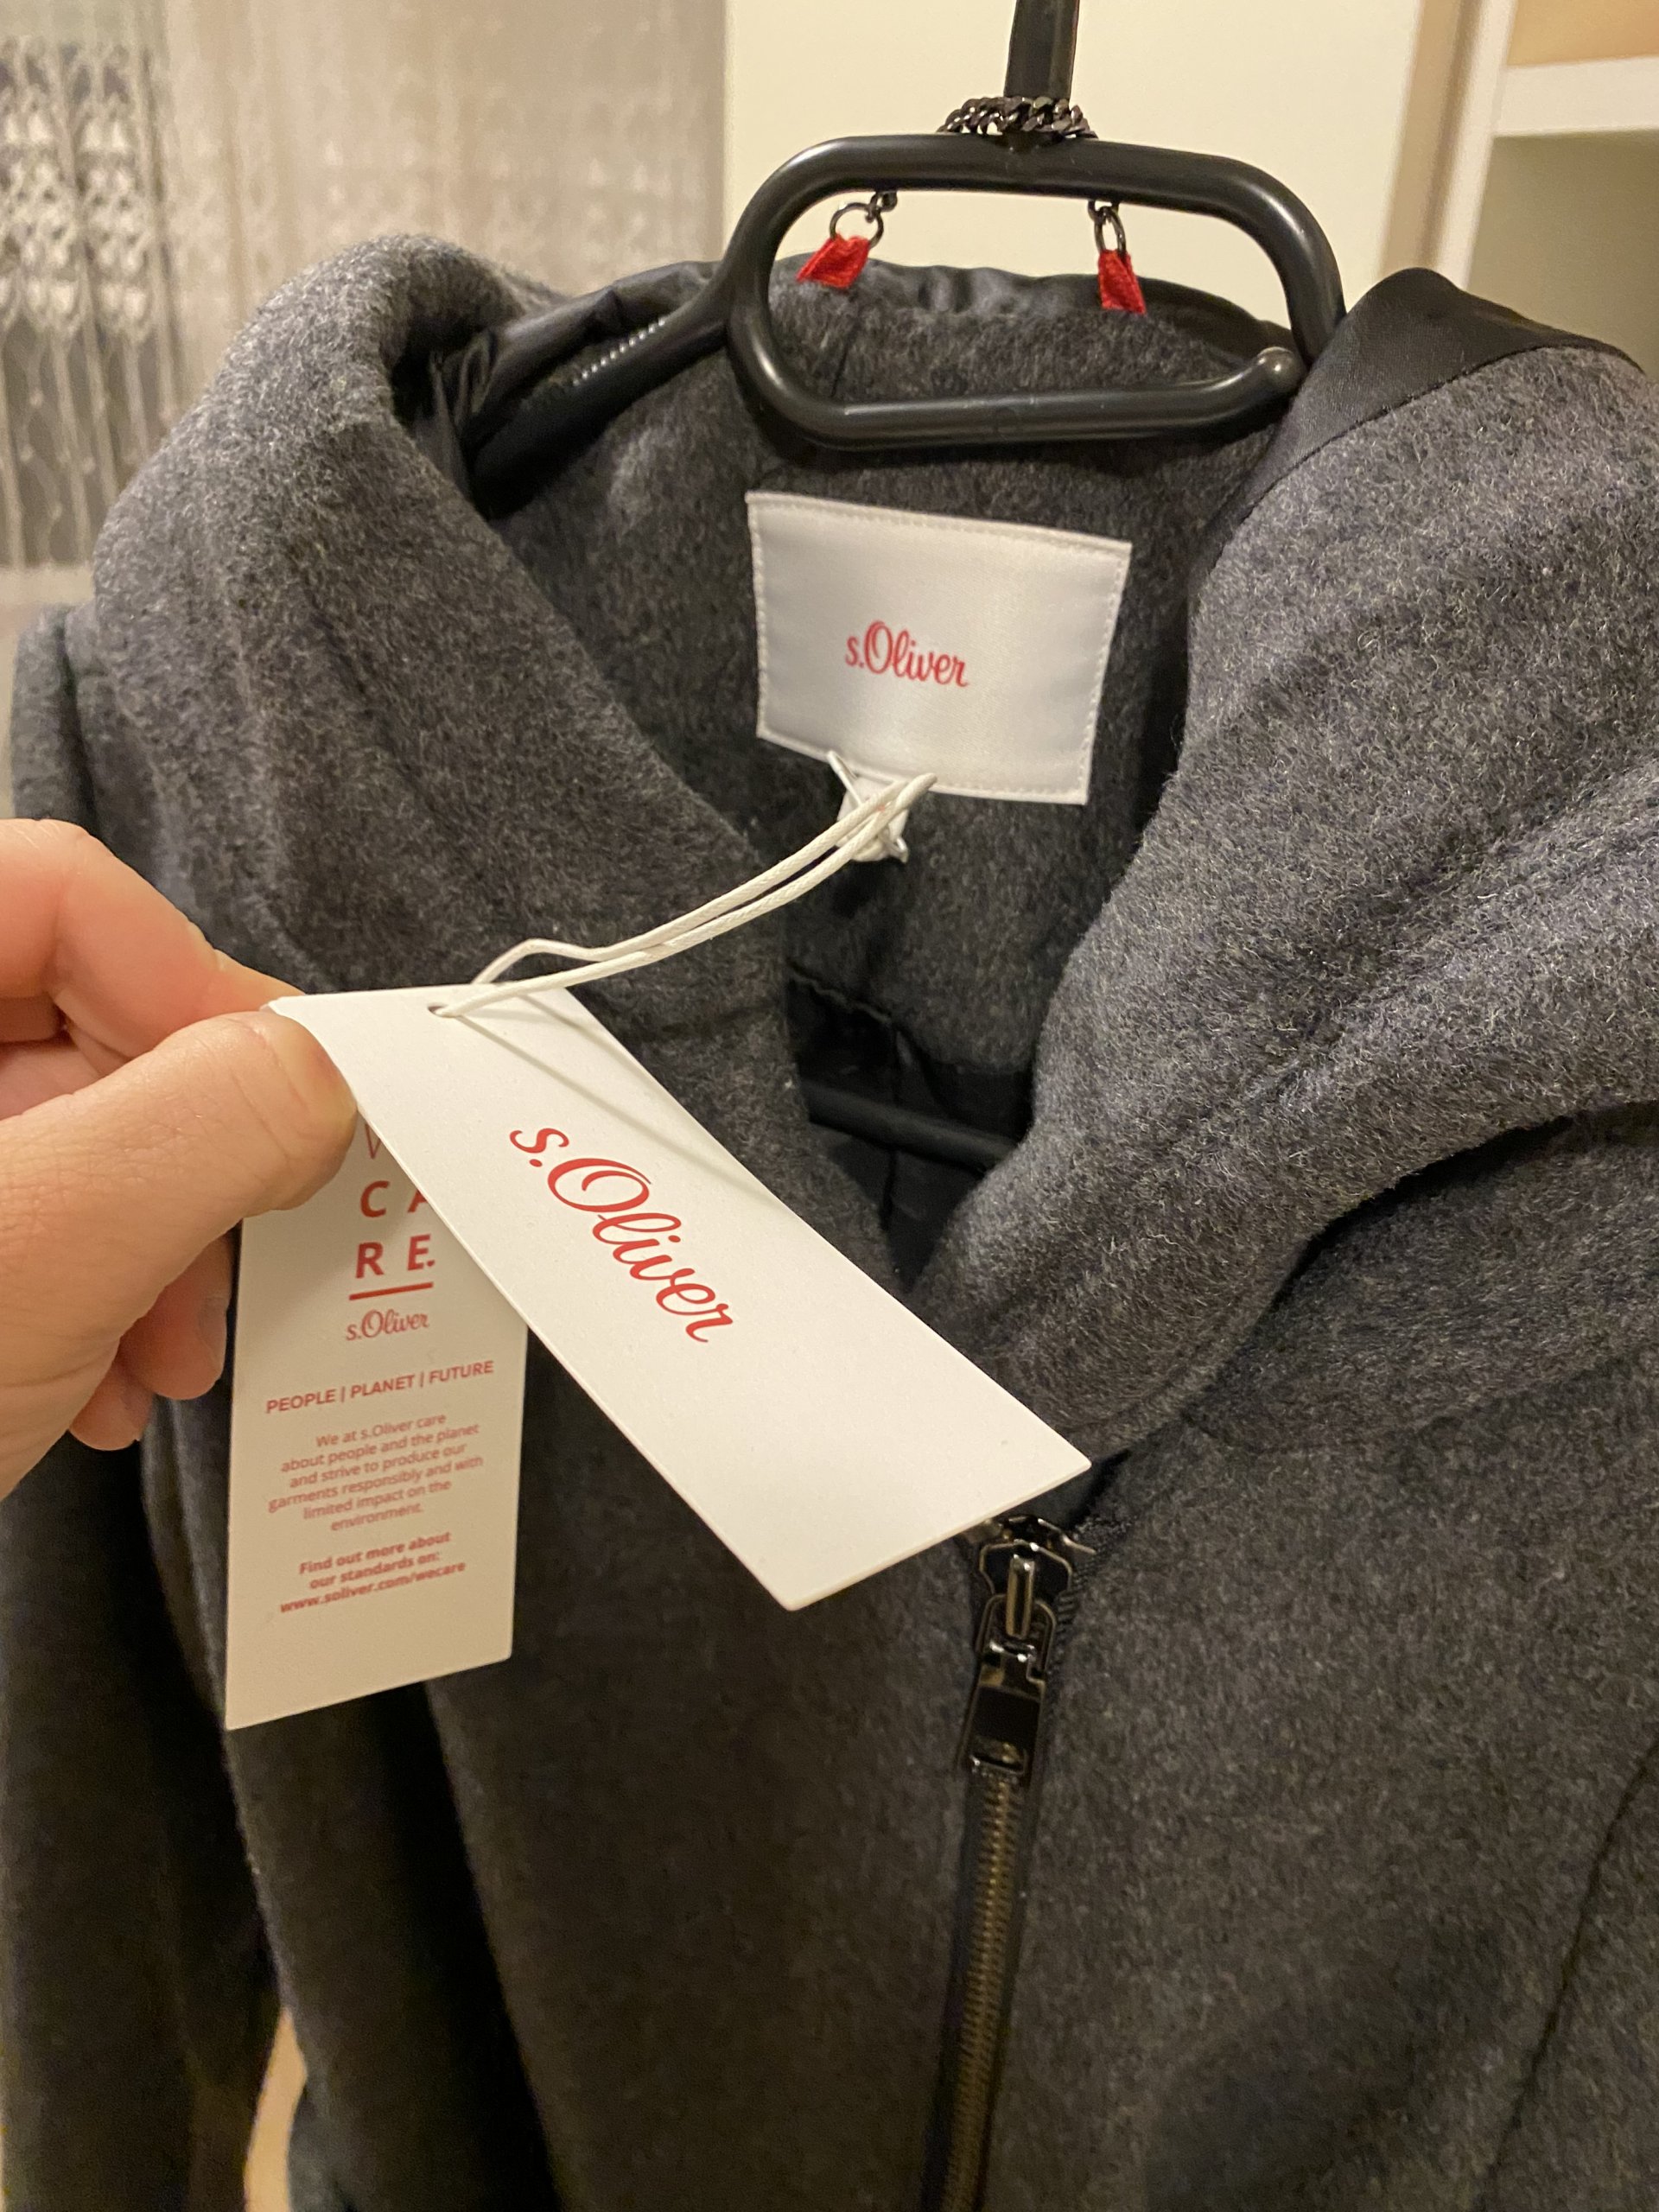 s.Oliver
s.Oliver
C A
R E.
s.Oliver
PEOPLE | PLANET | FUTURE
We at s.Oliver care
about people and the planet
and strive to produce our
garments responsibly and with
limited impact on the
environment.
Find out more about
our standards on:
www.soliver.com/wecare